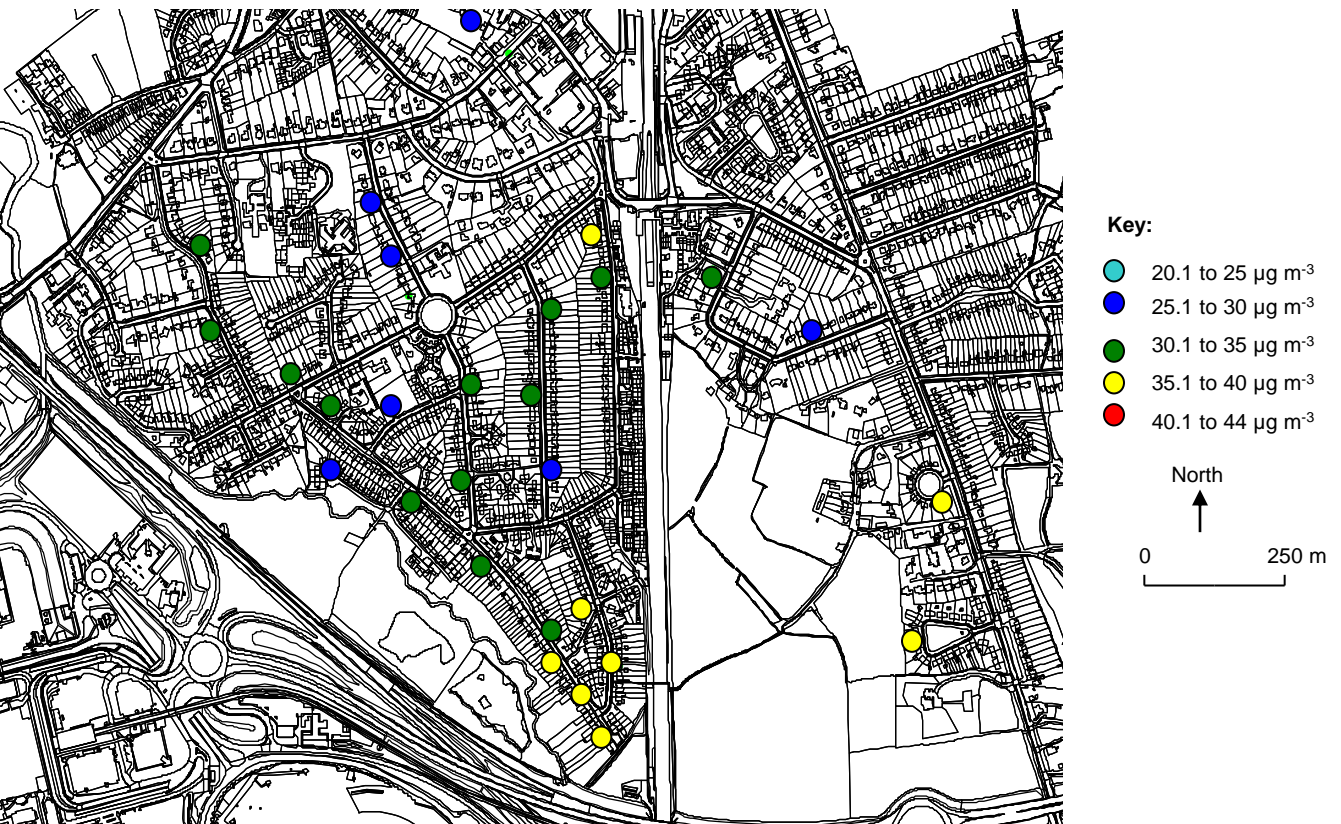 Key:
20.1 to 25 µg m-3
25.1 to 30 µg m-3
30.1 to 35 µg m-3
35.1 to 40 µg m-3
40.1 to 44 µg m-3
North
0 250 m